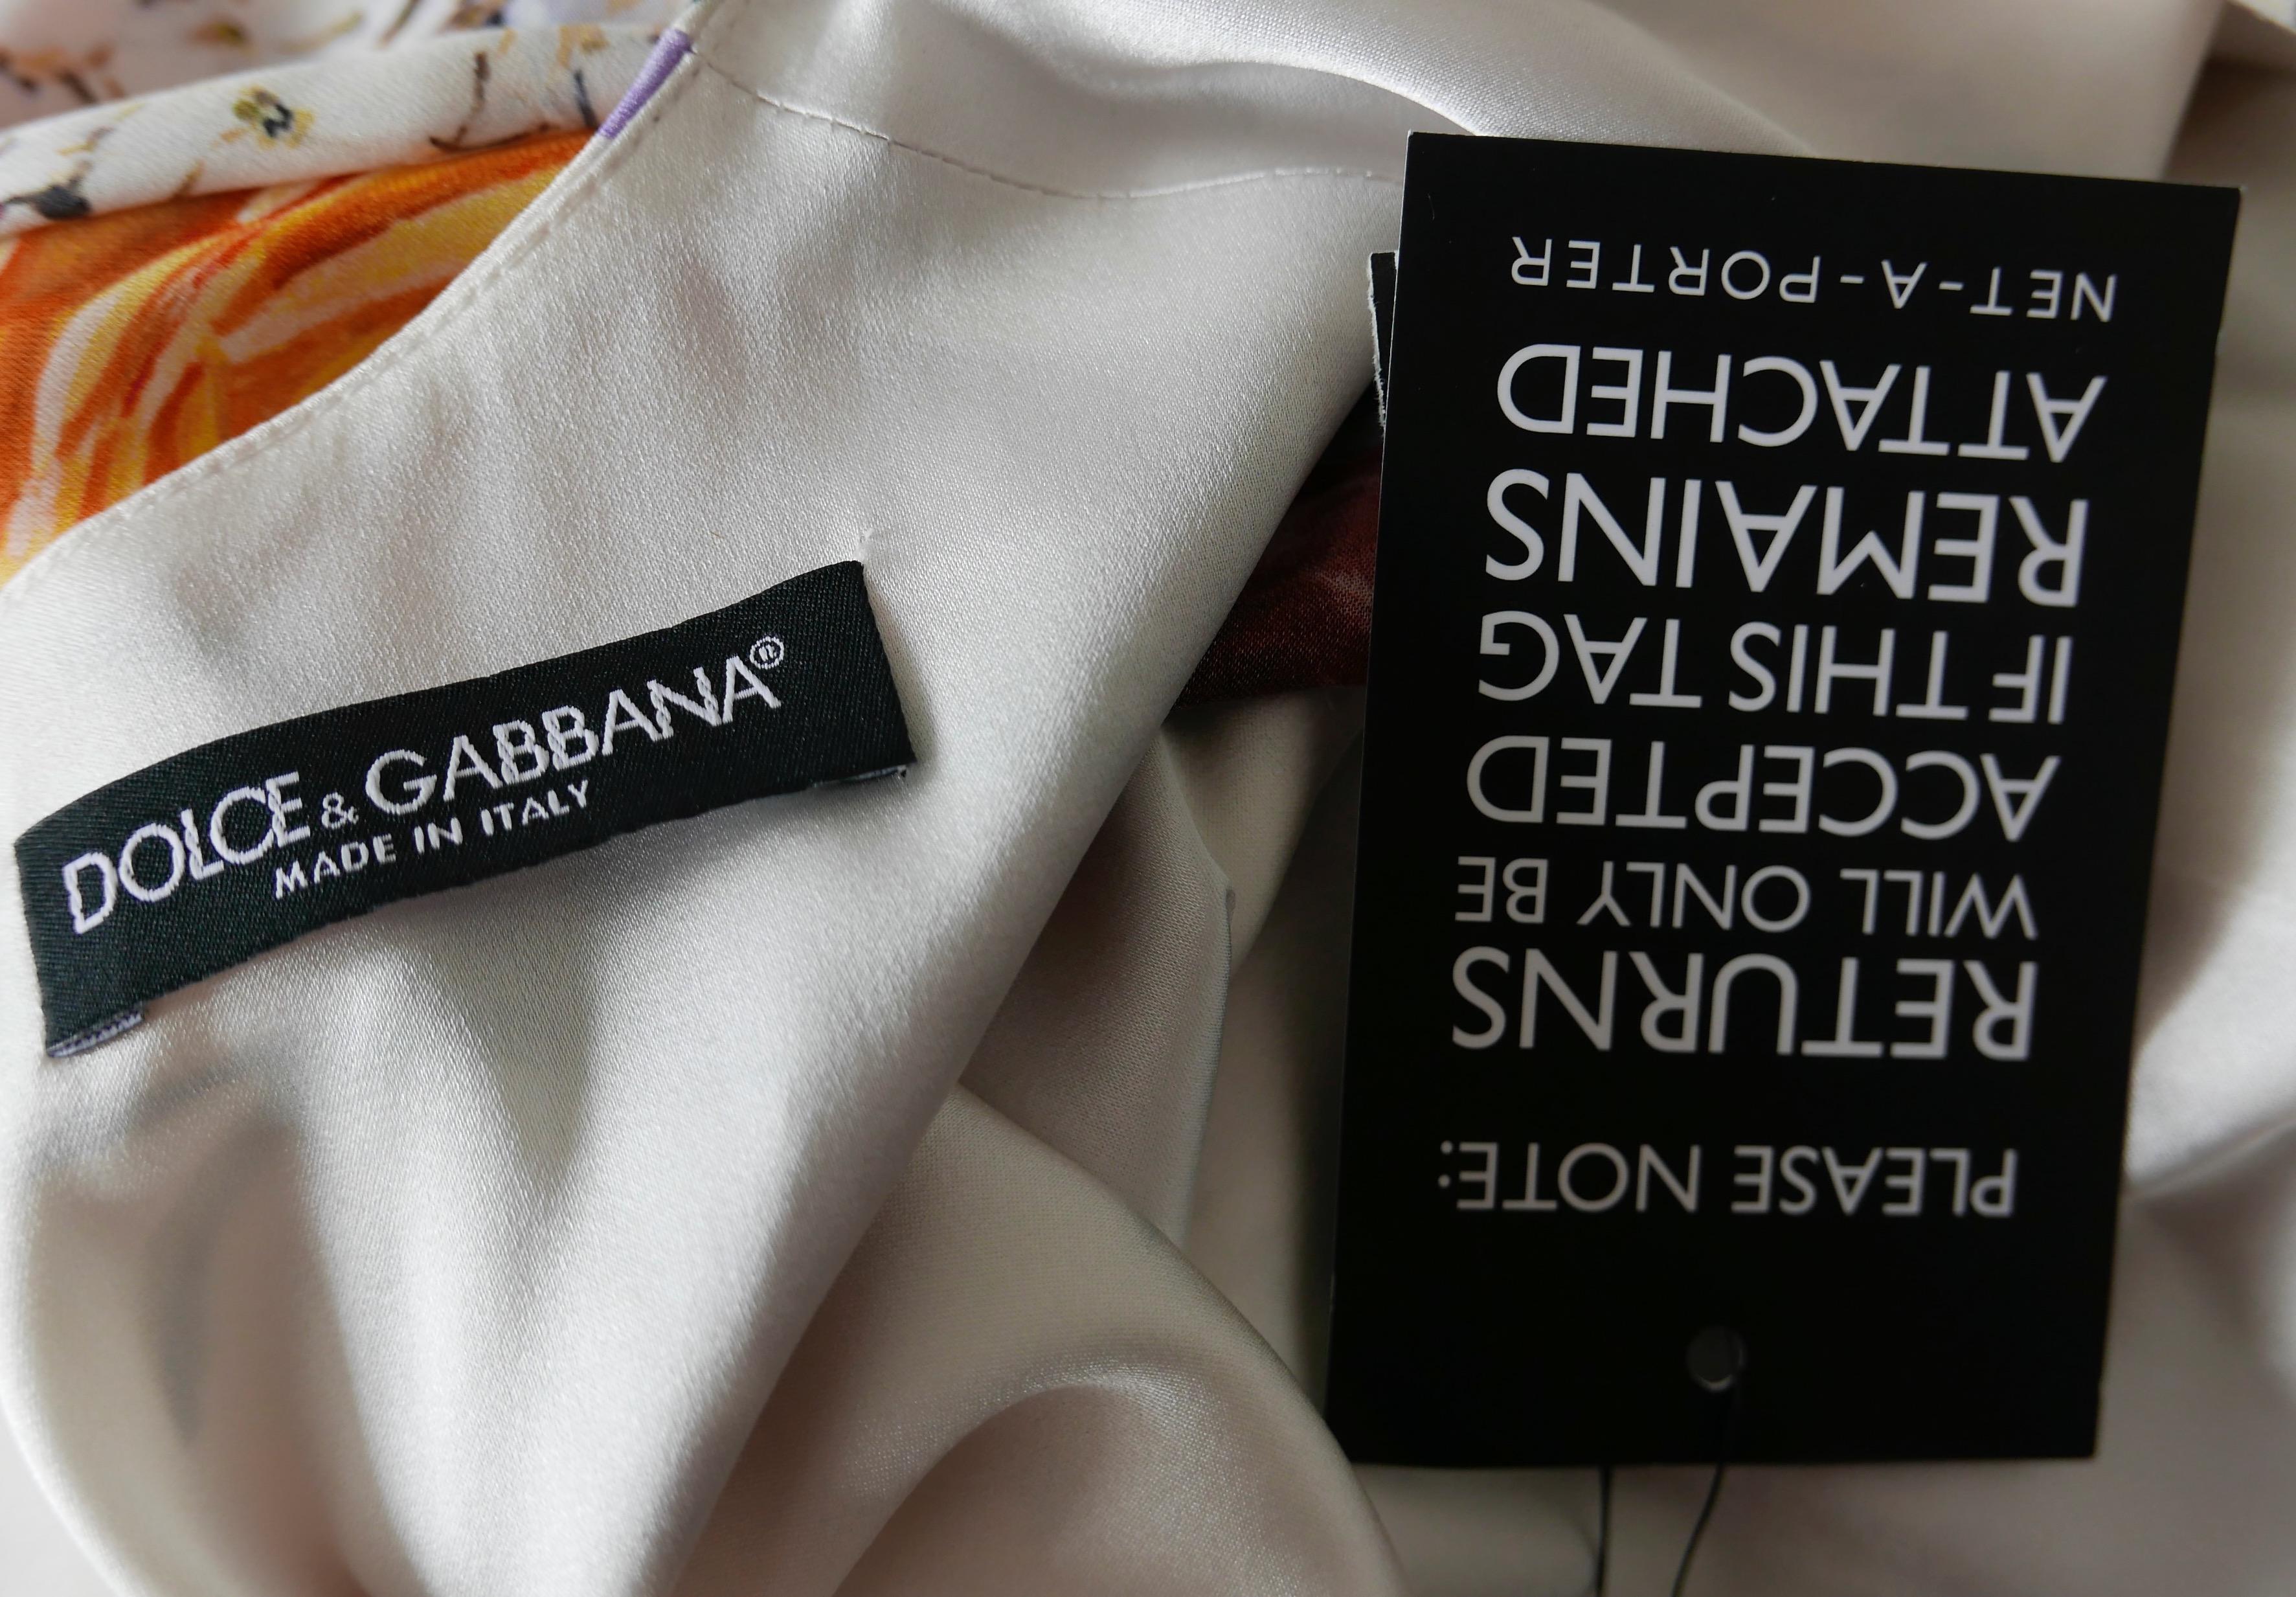 DOLCE & GABBANA®
MADE IN ITALY
PLEASE NOTE:
RETURNS
WILL ONLY BE
ACCEPTED
IF THIS TAG
REMAINS
ATTACHED
NET-A-PORTER